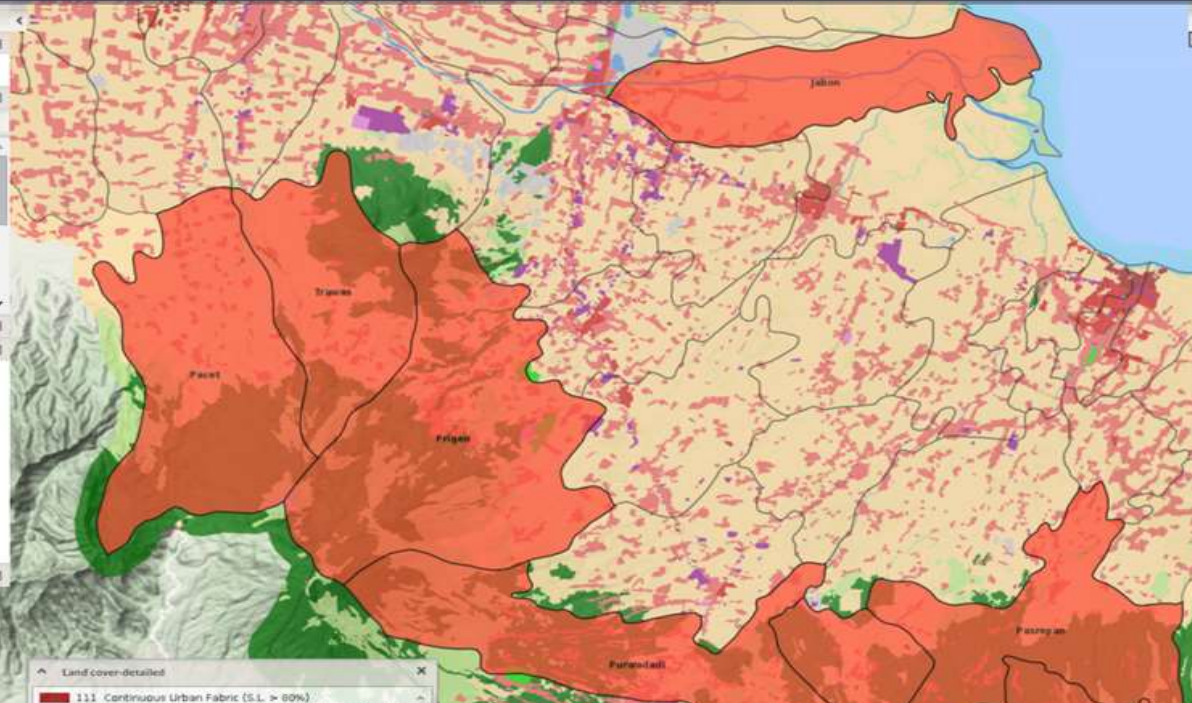 Jabon
Trawas
Pacet
Prigen
Pasrepan
Purwodadi
Land cover-detailed
111 Continuous Urban Fabric (S.L. > 80%)